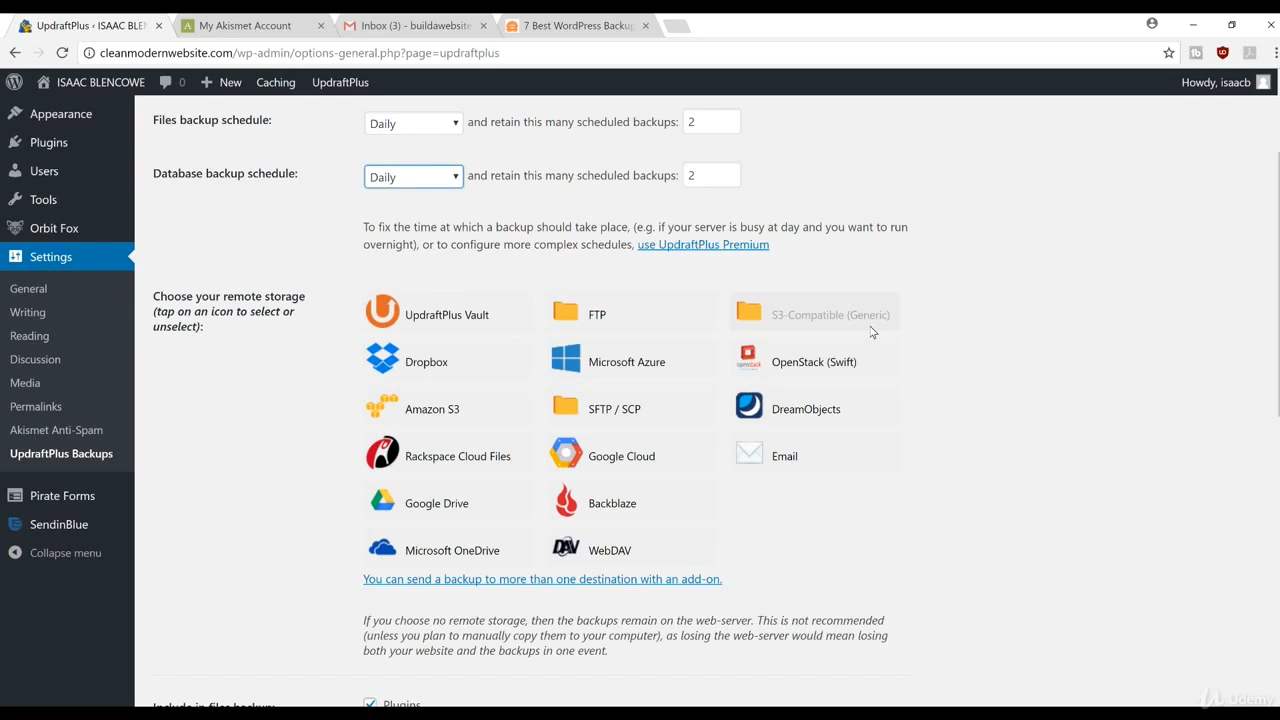 UpdraftPlus ‹ ISAAC BLEN
My Akismet Account
Inbox (3) - buildawebsite
7 Best WordPress Backup
cleanmodernwebsite.com/wp-admin/options-general.php?page=updraftplus
ISAAC BLENCOWE
0
New
Caching
UpdraftPlus
Howdy, isaacb
Appearance
Plugins
Users
Tools
Orbit Fox
Settings
General
Writing
Reading
Discussion
Media
Permalinks
Akismet Anti-Spam
UpdraftPlus Backups
Pirate Forms
SendinBlue
Collapse menu
Files backup schedule:
Daily
and retain this many scheduled backups:
2
Database backup schedule:
Daily
and retain this many scheduled backups:
2
To fix the time at which a backup should take place, (e.g. if your server is busy at day and you want to run
overnight), or to configure more complex schedules, use UpdraftPlus Premium
Choose your remote storage
(tap on an icon to select or
unselect):
UpdraftPlus Vault
FTP
S3-Compatible (Generic)
Dropbox
Microsoft Azure
openstack
OpenStack (Swift)
Amazon S3
SFTP / SCP
DreamObjects
Rackspace Cloud Files
Google Cloud
Email
Google Drive
Backblaze
Microsoft OneDrive
DAV
WebDAV
You can send a backup to more than one destination with an add-on.
If you choose no remote storage, then the backups remain on the web-server. This is not recommended
(unless you plan to manually copy them to your computer), as losing the web-server would mean losing
both your website and the backups in one event.
Include in files backup:
Plugins
Udemy